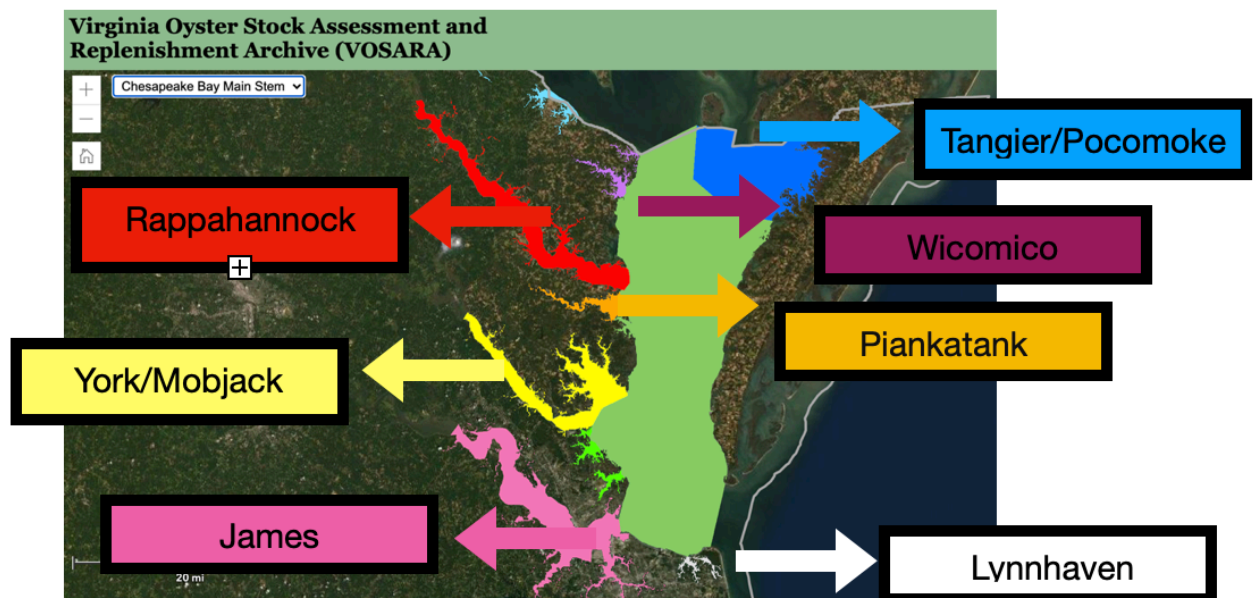 Virginia Oyster Stock Assessment and
Replenishment Archive (VOSARA)
+
Chesapeake Bay Main Stem
−
Tangier/Pocomoke
Rappahannock
Wicomico
Piankatank
York/Mobjack
James
Lynnhaven
20 mi